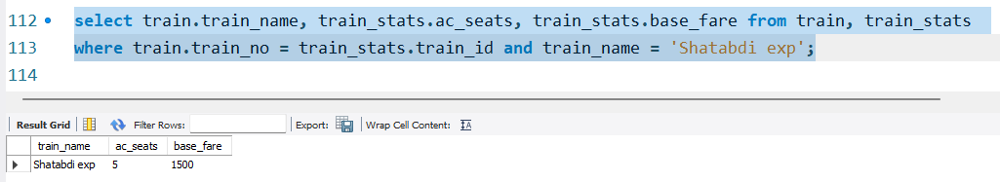 112 select train.train_name, train_stats.ac_seats, train_stats.base_fare from train, train_stats
113 where train.train_no = train_stats.train_id and train_name = 'Shatabdi exp';
114
Result Grid Filter Rows: Export: Wrap Cell Content: IA
train_name ac_seats base_fare
Shatabdi exp 5 1500